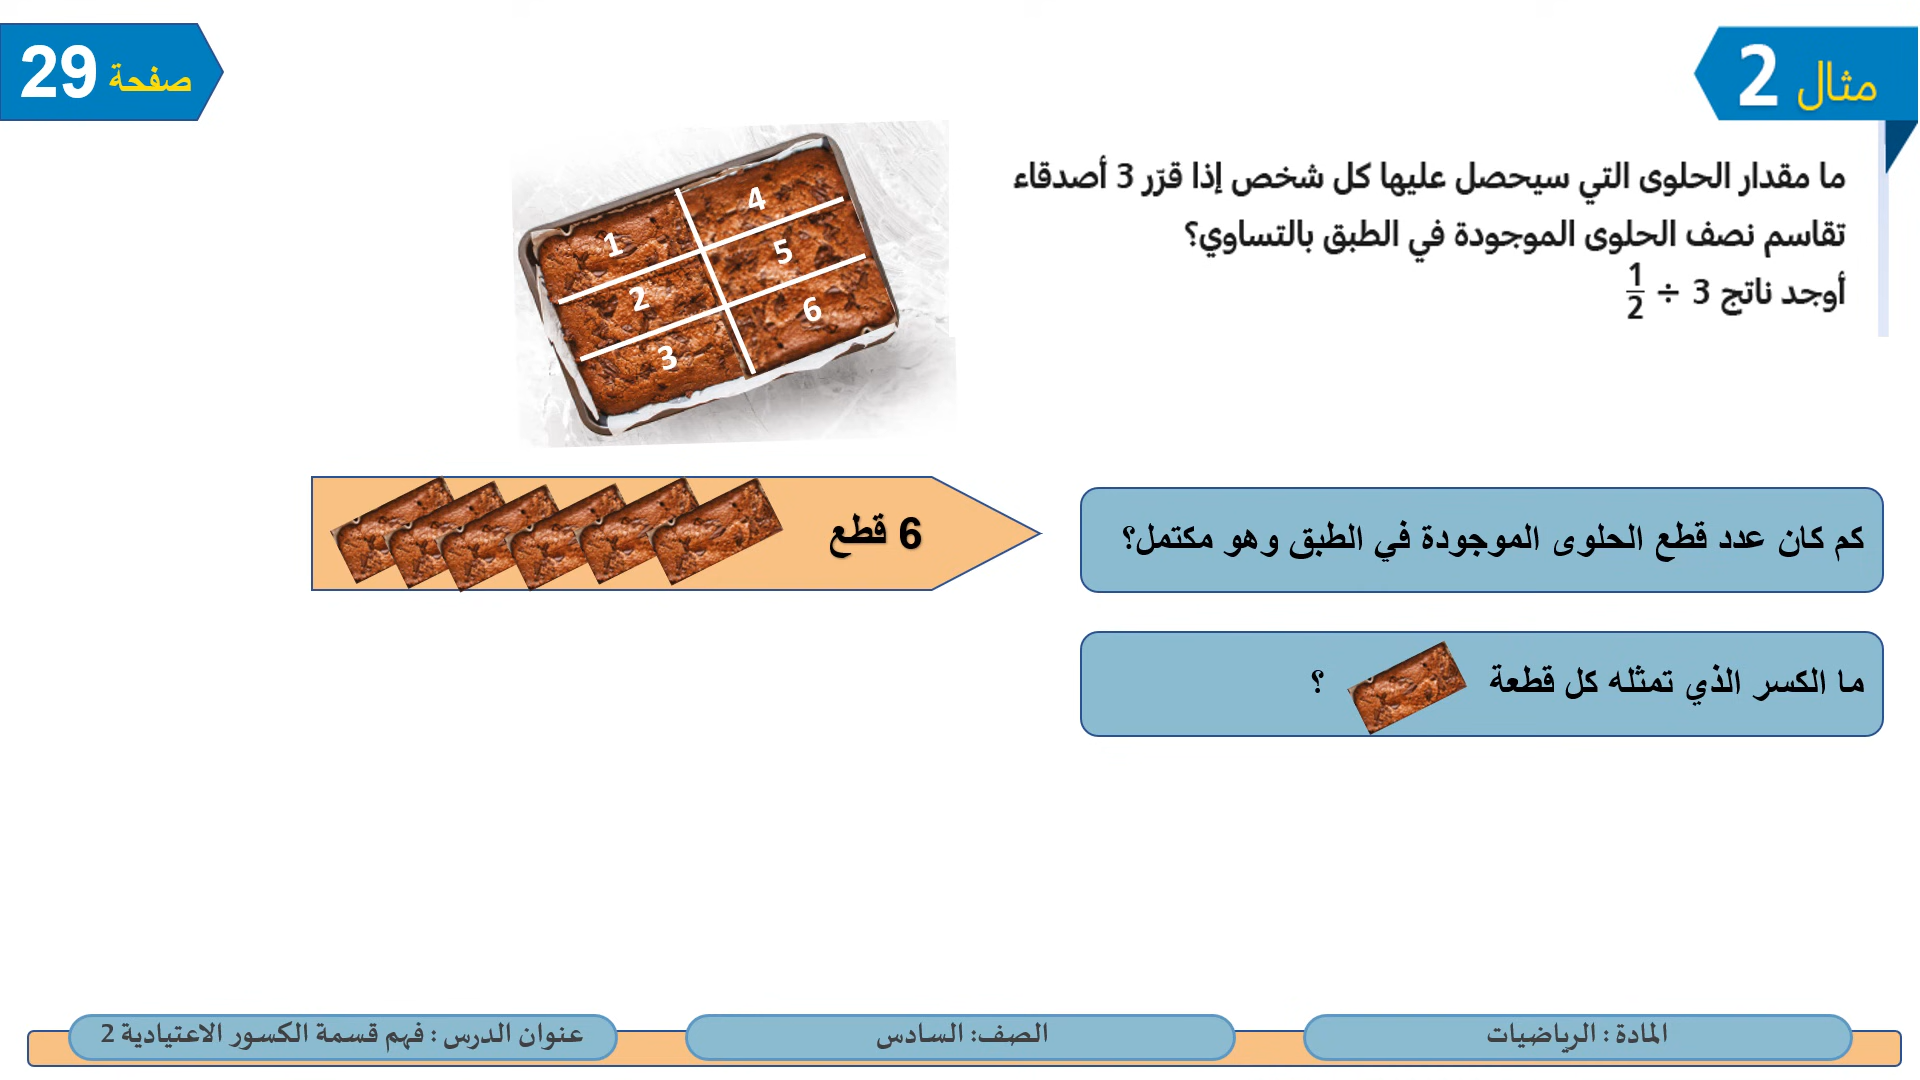 مثال 2
صفحة 29
ما مقدار الحلوى التي سيحصل عليها كل شخص إذا قرّر 3 أصدقاء
تقاسم نصف الحلوى الموجودة في الطبق بالتساوي؟
أوجد ناتج 3 ÷ 1/2
1
2
3
4
5
6
كم كان عدد قطع الحلوى الموجودة في الطبق وهو مكتمل؟
6 قطع
ما الكسر الذي تمثله كل قطعة ؟
المادة : الرياضيات
الصف: السادس
عنوان الدرس : فهم قسمة الكسور الاعتيادية 2